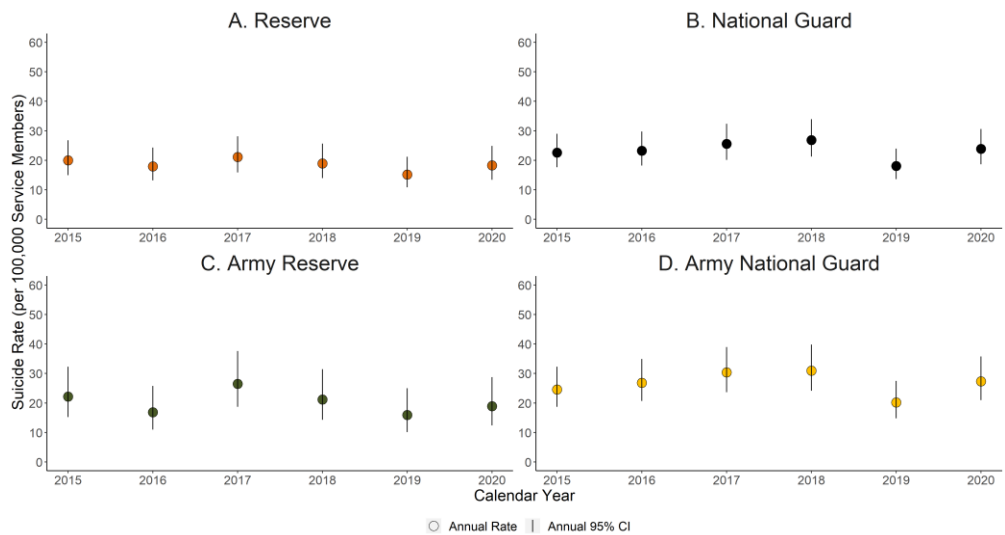 A. Reserve
60
50
40
30
20
10
0
2015 2016 2017 2018 2019 2020
B. National Guard
60
50
40
30
20
10
0
2015 2016 2017 2018 2019 2020
C. Army Reserve
60
50
40
30
20
10
0
2015 2016 2017 2018 2019 2020
D. Army National Guard
60
50
40
30
20
10
0
2015 2016 2017 2018 2019 2020
Suicide Rate (per 100,000 Service Members)
Calendar Year
Annual Rate Annual 95% CI